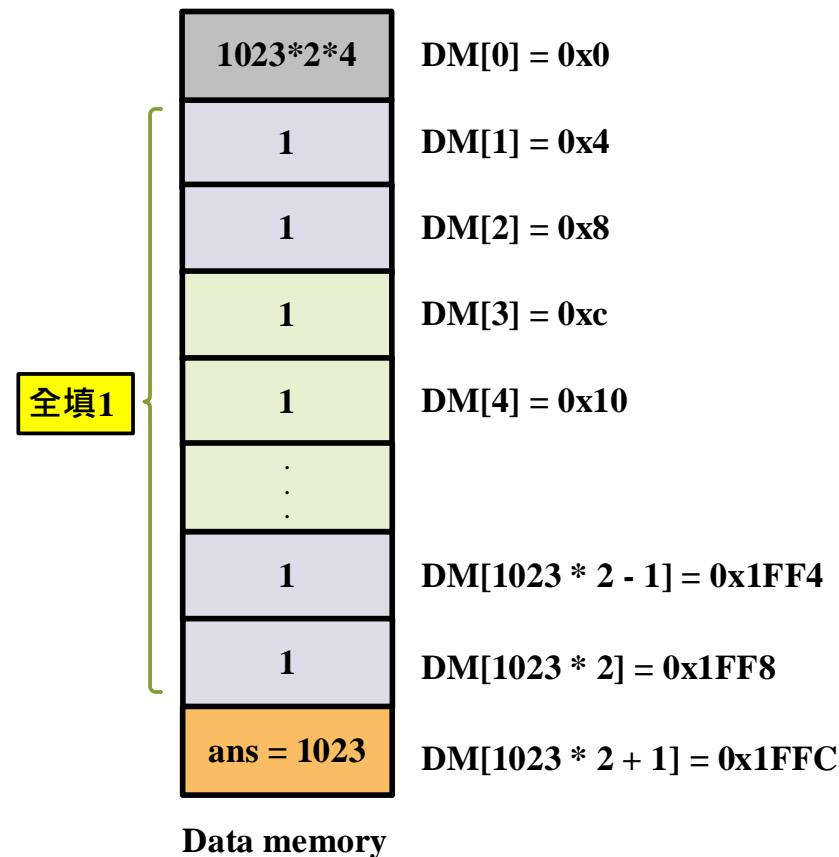 1023*2*4 DM[0] = 0x0
1 DM[1] = 0x4
1 DM[2] = 0x8
1 DM[3] = 0xc
全填1 1 DM[4] = 0x10
.
.
.
1 DM[1023 * 2 - 1] = 0x1FF4
1 DM[1023 * 2] = 0x1FF8
ans = 1023 DM[1023 * 2 + 1] = 0x1FFC
Data memory